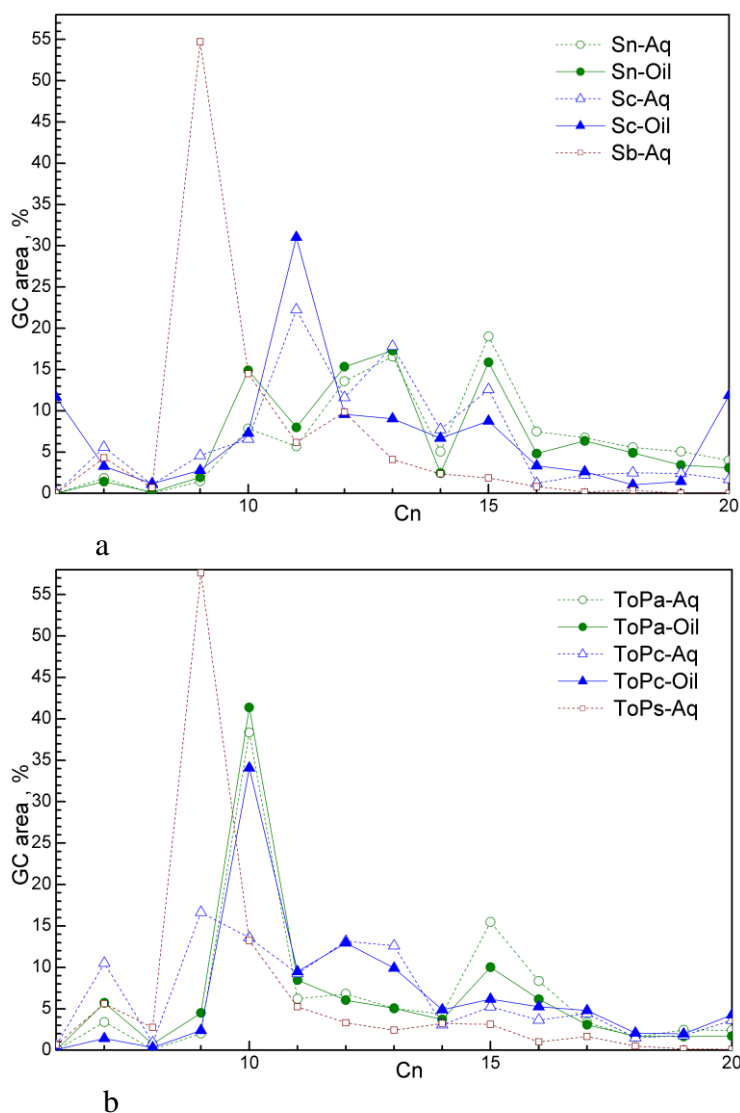 55
50
45
40
35
30
25
20
15
10
5
0
GC area, %
Sn-Aq
Sn-Oil
Sc-Aq
Sc-Oil
Sb-Aq
10
15
20
Cn
a
55
50
45
40
35
30
25
20
15
10
5
0
GC area, %
ToPa-Aq
ToPa-Oil
ToPc-Aq
ToPc-Oil
ToPs-Aq
10
15
20
Cn
b